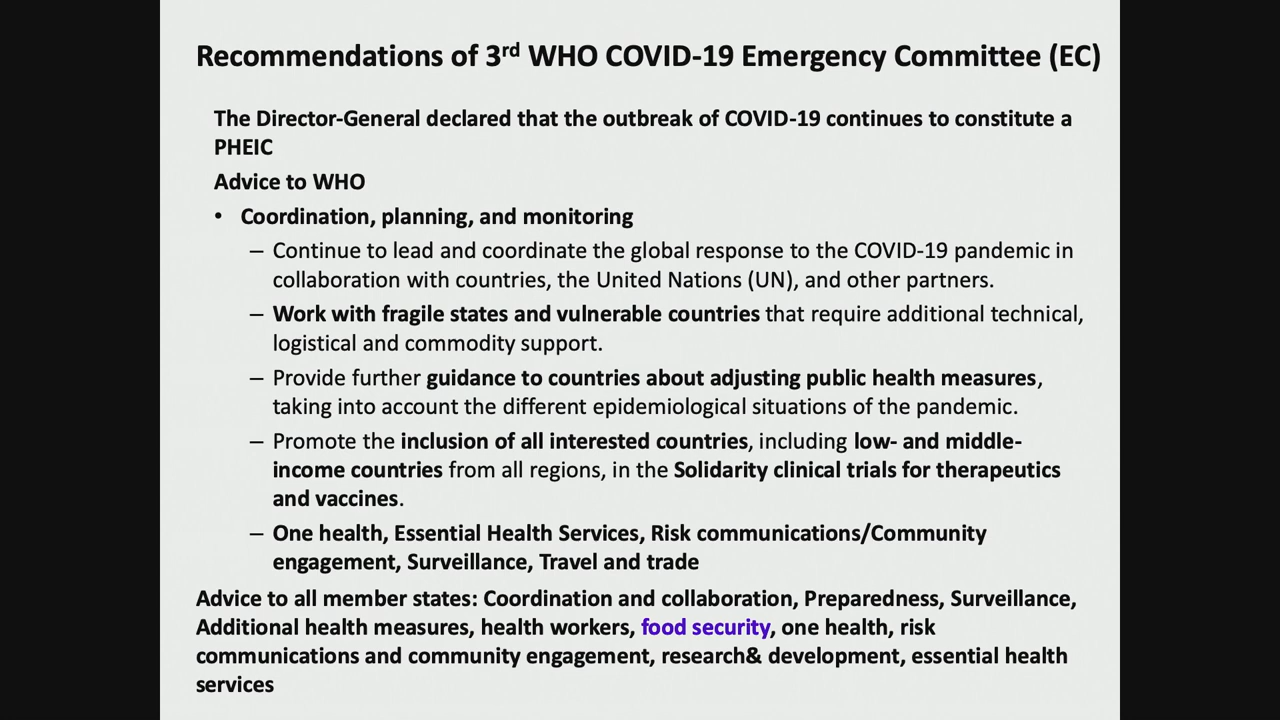 Recommendations of 3rd WHO COVID-19 Emergency Committee (EC)
The Director-General declared that the outbreak of COVID-19 continues to constitute a
PHEIC
Advice to WHO
• Coordination, planning, and monitoring
– Continue to lead and coordinate the global response to the COVID-19 pandemic in
collaboration with countries, the United Nations (UN), and other partners.
– Work with fragile states and vulnerable countries that require additional technical,
logistical and commodity support.
– Provide further guidance to countries about adjusting public health measures,
taking into account the different epidemiological situations of the pandemic.
– Promote the inclusion of all interested countries, including low- and middle-
income countries from all regions, in the Solidarity clinical trials for therapeutics
and vaccines.
– One health, Essential Health Services, Risk communications/Community
engagement, Surveillance, Travel and trade
Advice to all member states: Coordination and collaboration, Preparedness, Surveillance,
Additional health measures, health workers, food security, one health, risk
communications and community engagement, research& development, essential health
services